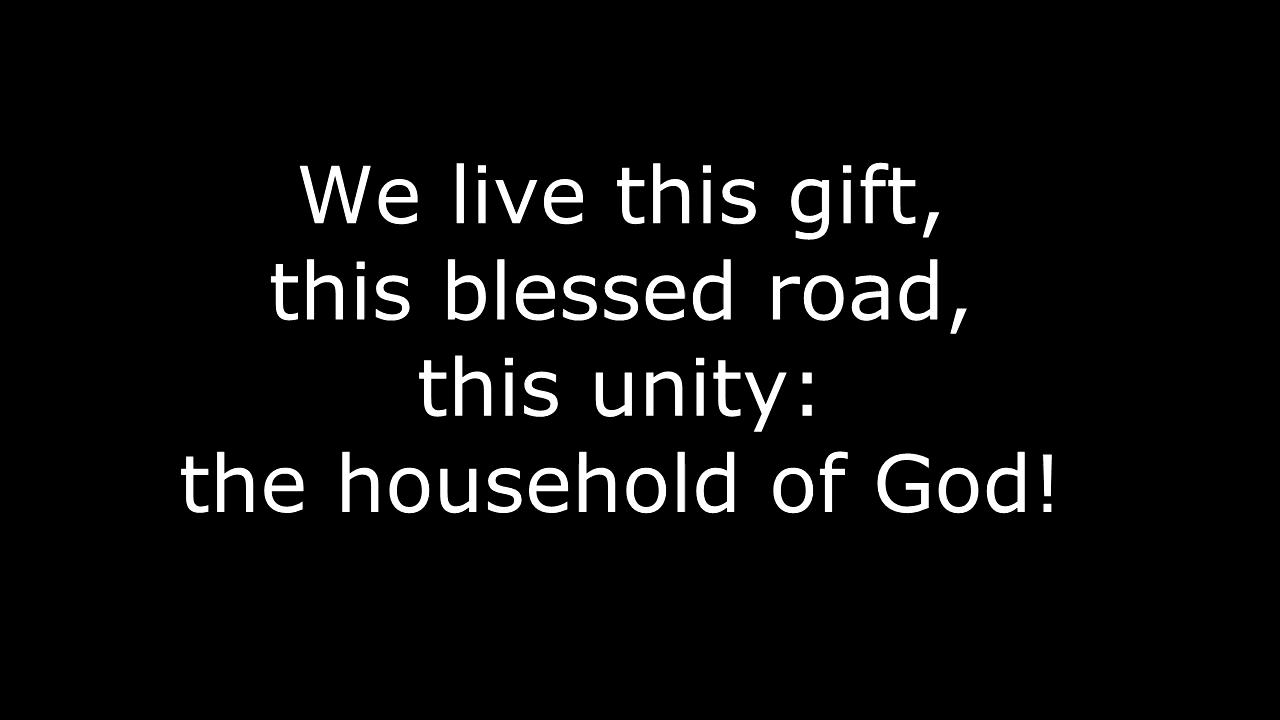 We live this gift,
this blessed road,
this unity:
the household of God!